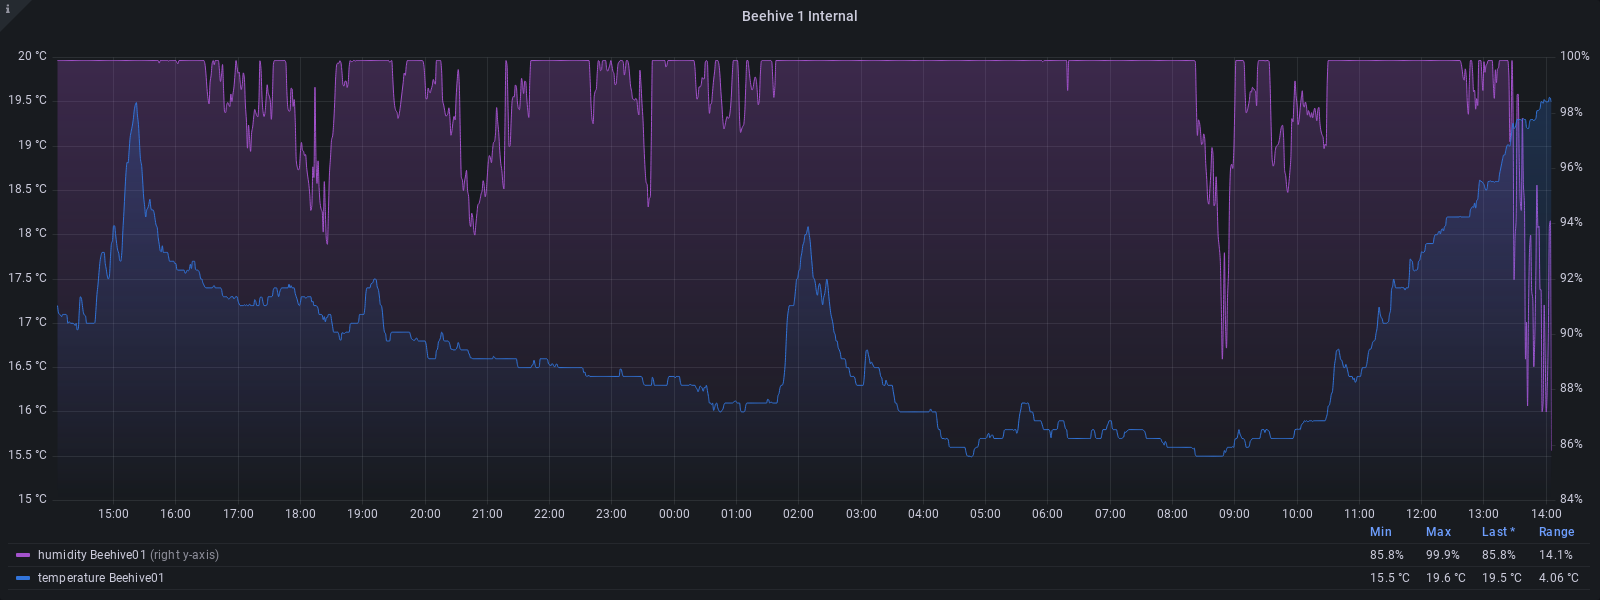 i
Beehive 1 Internal
20 °C 100%
19.5 °C 98%
19 °C 96%
18.5 °C
18 °C 94%
17.5 °C 92%
17 °C 90%
16.5 °C
16 °C 88%
15.5 °C 86%
15 °C 84%
15:00 16:00 17:00 18:00 19:00 20:00 21:00 22:00 23:00 00:00 01:00 02:00 03:00 04:00 05:00 06:00 07:00 08:00 09:00 10:00 11:00 12:00 13:00 14:00
Min Max Last * Range
humidity Beehive01 (right y-axis) 85.8% 99.9% 85.8% 14.1%
temperature Beehive01 15.5 °C 19.6 °C 19.5 °C 4.06 °C